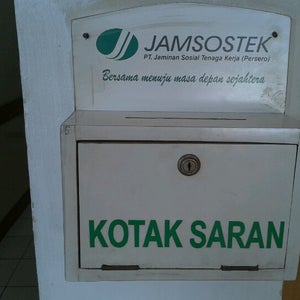 JAMSOSTEK
PT. Jaminan Sosial Tenaga Kerja (Persero)
Bersama menuju masa depan sejahtera
KOTAK SARAN